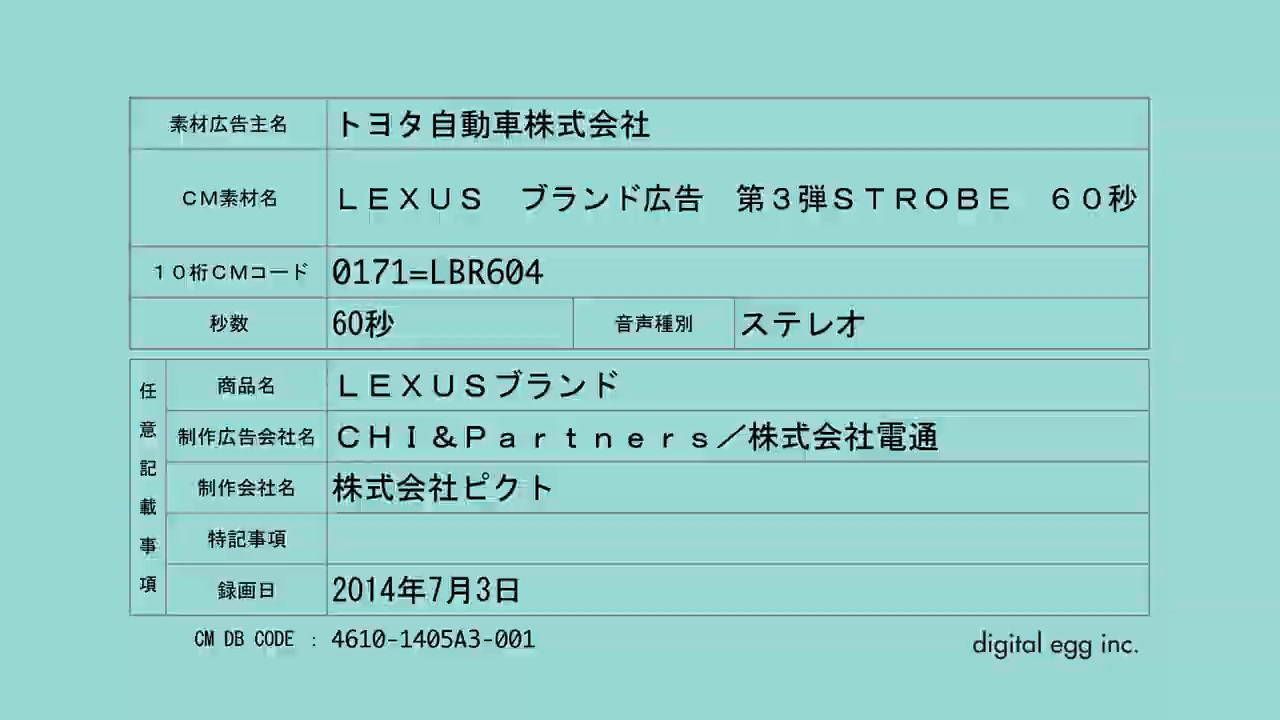 素材広告主名 トヨタ自動車株式会社
CM素材名 LEXUS ブランド広告 第3弾STROBE 60秒
10桁CMコード 0171=LBR604
秒数 60秒 音声種別 ステレオ
任意記載事項
商品名 LEXUSブランド
制作広告会社名 CHI&Partners/株式会社電通
制作会社名 株式会社ピクト
特記事項
録画日 2014年7月3日
CM DB CODE : 4610-1405A3-001
digital egg inc.